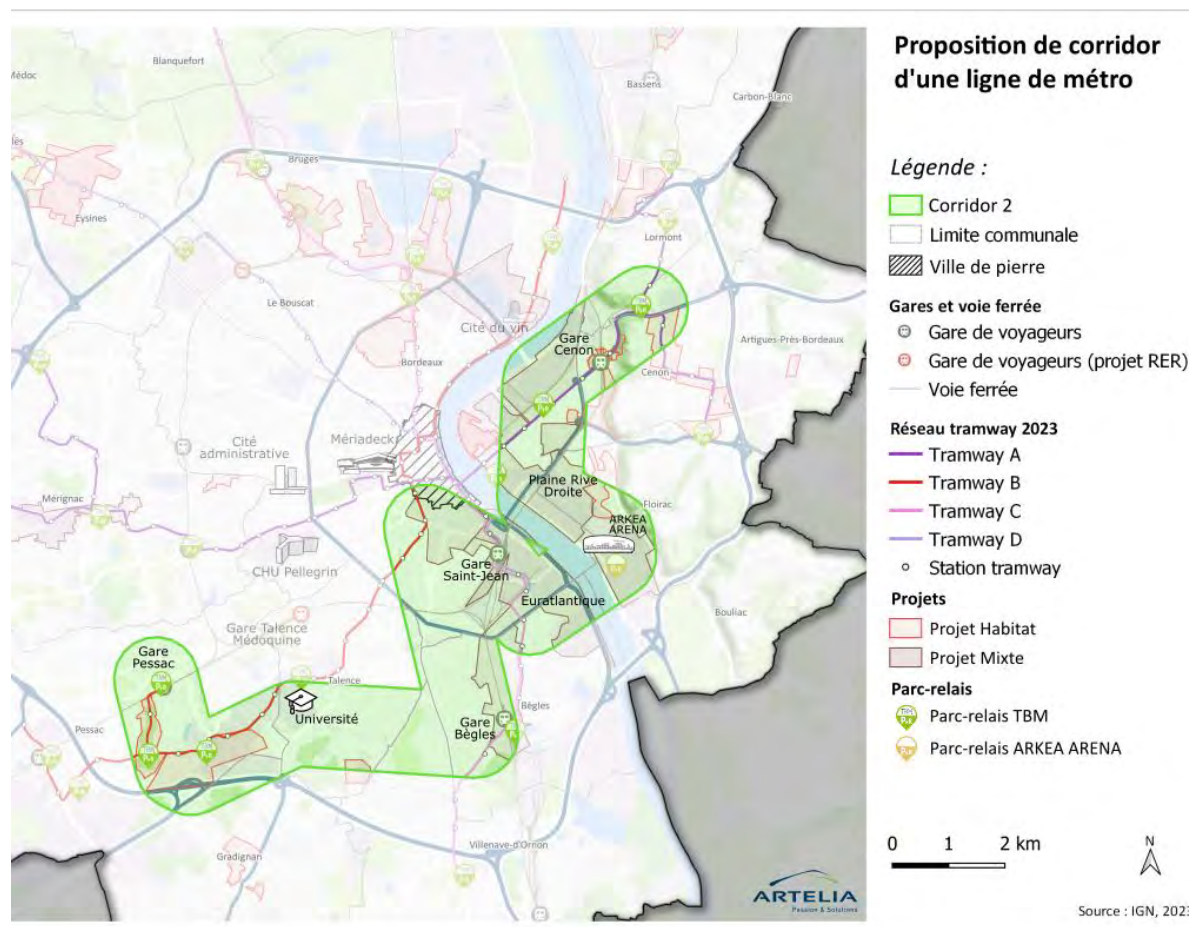 Proposition de corridor
d'une ligne de métro
Légende :
Corridor 2
Limite communale
Ville de pierre
Gares et voie ferrée
Gare de voyageurs
Gare de voyageurs (projet RER)
Voie ferrée
Réseau tramway 2023
Tramway A
Tramway B
Tramway C
Tramway D
Station tramway
Projets
Projet Habitat
Projet Mixte
Parc-relais
Parc-relais TBM
Parc-relais ARKEA ARENA
0 1 2 km
N
Source : IGN, 2023
Blanquefort
Médoc
Bassens
Carbon-Blanc
Bruges
Eysines
Lormont
Le Bouscat
Cité du vin
Gare
Cenon
Artigues-Près-Bordeaux
Bordeaux
Cenon
Cité
administrative
Mériadeck
Mérignac
Plaine Rive
Droite
Floirac
ARKEA
ARENA
CHU Pellegrin
Gare
Saint-Jean
Euratlantique
Bouliac
Gare Talence
Médoquine
Gare
Pessac
Talence
Université
Pessac
Gare
Bègles
Bègles
Villenave-d'Ornon
Gradignan
ARTELIA
Passion & Solutions